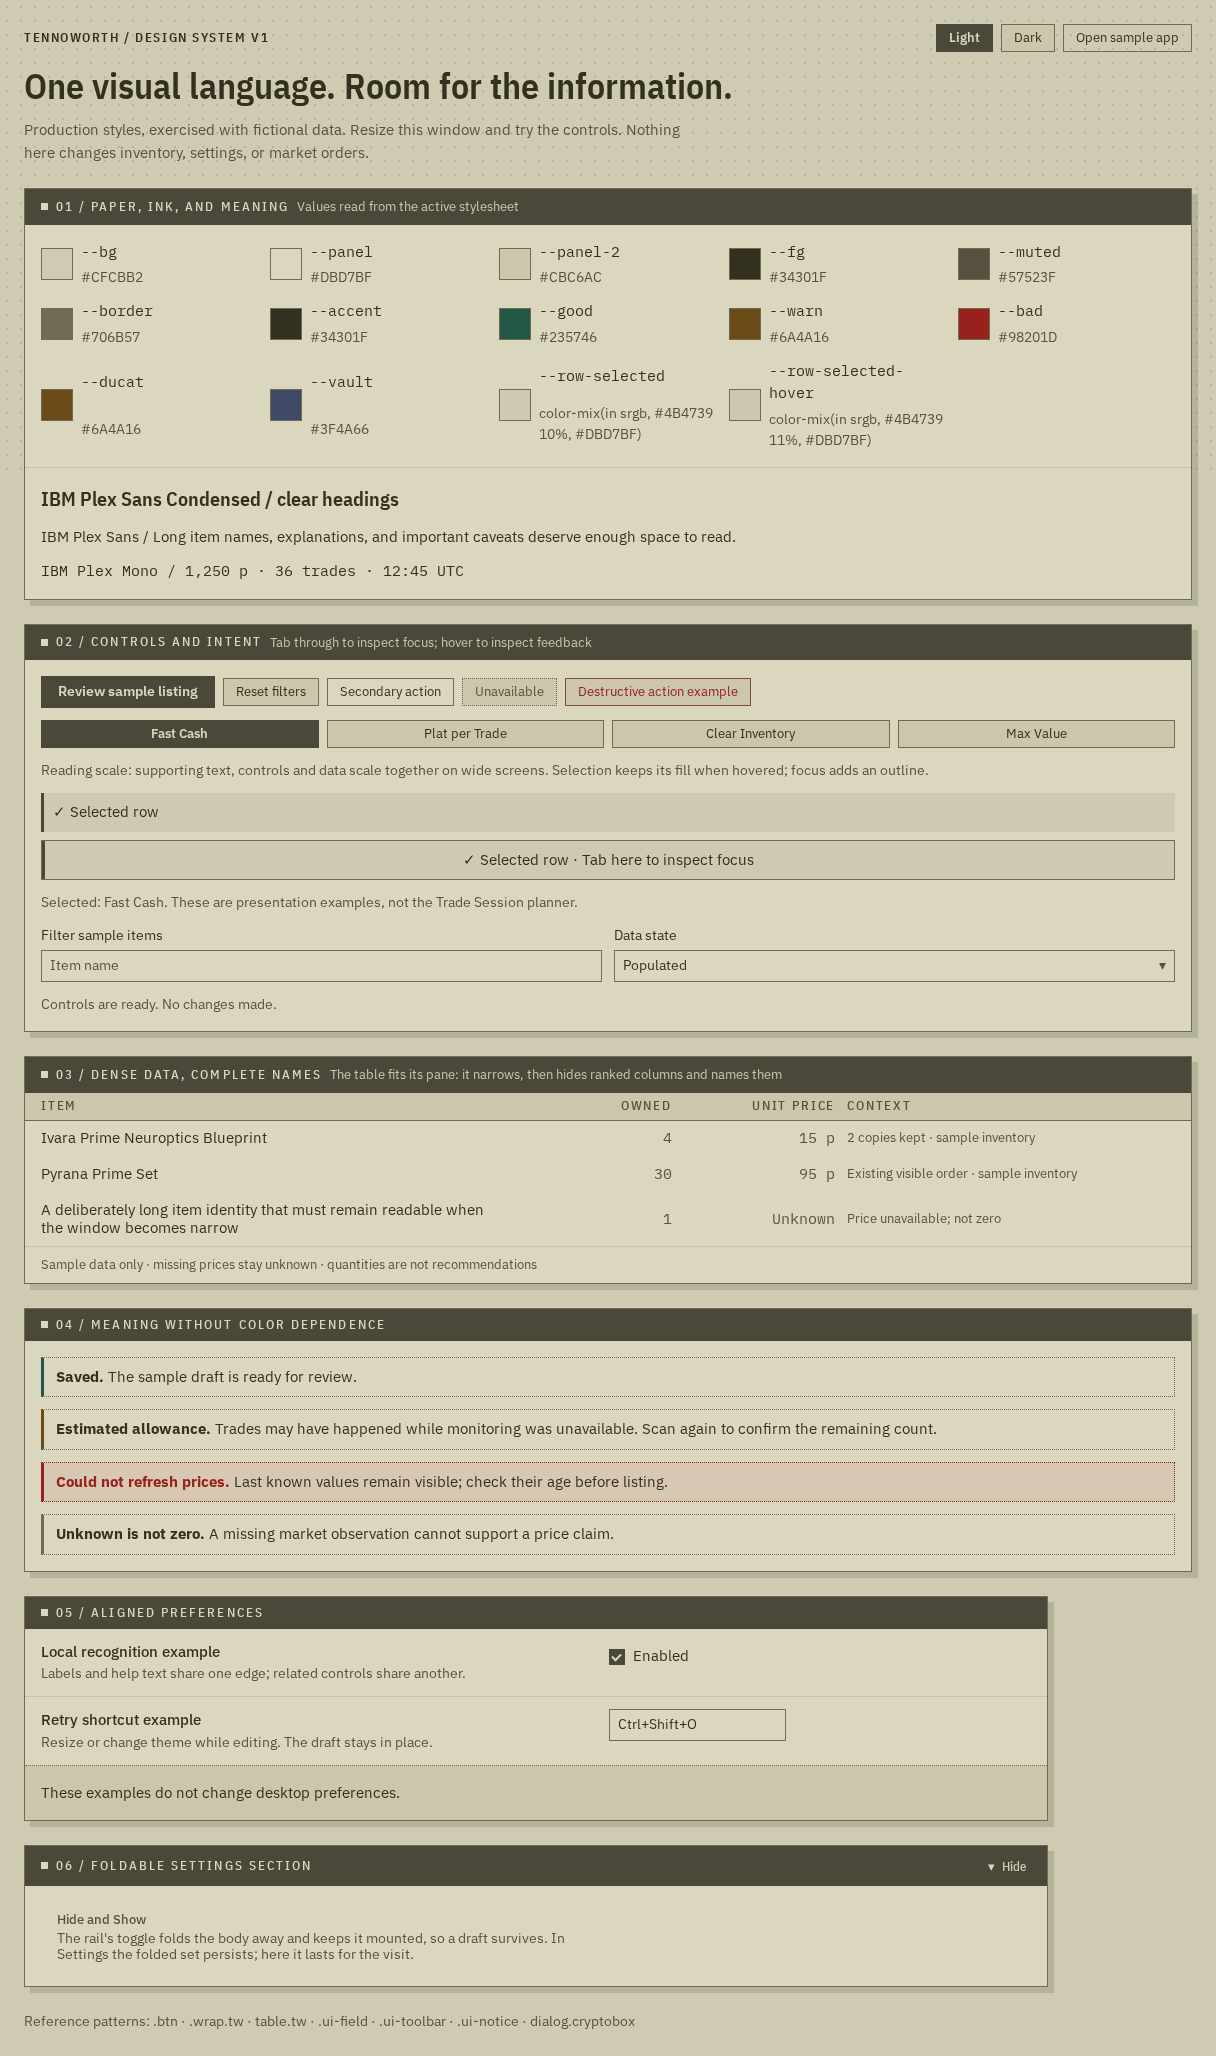 TENNOWORTH / DESIGN SYSTEM V1
Light
Dark
Open sample app
One visual language. Room for the information.
Production styles, exercised with fictional data. Resize this window and try the controls. Nothing
here changes inventory, settings, or market orders.
01 / PAPER, INK, AND MEANING Values read from the active stylesheet
--bg
#CFCBB2
--panel
#DBD7BF
--panel-2
#CBC6AC
--fg
#34301F
--muted
#57523F
--border
#706B57
--accent
#34301F
--good
#235746
--warn
#6A4A16
--bad
#98201D
--ducat
#6A4A16
--vault
#3F4A66
--row-selected
color-mix(in srgb, #4B4739
10%, #DBD7BF)
--row-selected-
hover
color-mix(in srgb, #4B4739
11%, #DBD7BF)
IBM Plex Sans Condensed / clear headings
IBM Plex Sans / Long item names, explanations, and important caveats deserve enough space to read.
IBM Plex Mono / 1,250 p · 36 trades · 12:45 UTC
02 / CONTROLS AND INTENT Tab through to inspect focus; hover to inspect feedback
Review sample listing
Reset filters
Secondary action
Unavailable
Destructive action example
Fast Cash
Plat per Trade
Clear Inventory
Max Value
Reading scale: supporting text, controls and data scale together on wide screens. Selection keeps its fill when hovered; focus adds an outline.
✓ Selected row
✓ Selected row · Tab here to inspect focus
Selected: Fast Cash. These are presentation examples, not the Trade Session planner.
Filter sample items
Data state
Item name
Populated ▾
Controls are ready. No changes made.
03 / DENSE DATA, COMPLETE NAMES The table fits its pane: it narrows, then hides ranked columns and names them
ITEM OWNED UNIT PRICE CONTEXT
Ivara Prime Neuroptics Blueprint 4 15 p 2 copies kept · sample inventory
Pyrana Prime Set 30 95 p Existing visible order · sample inventory
A deliberately long item identity that must remain readable when
the window becomes narrow
1 Unknown Price unavailable; not zero
Sample data only · missing prices stay unknown · quantities are not recommendations
04 / MEANING WITHOUT COLOR DEPENDENCE
Saved. The sample draft is ready for review.
Estimated allowance. Trades may have happened while monitoring was unavailable. Scan again to confirm the remaining count.
Could not refresh prices. Last known values remain visible; check their age before listing.
Unknown is not zero. A missing market observation cannot support a price claim.
05 / ALIGNED PREFERENCES
Local recognition example
Labels and help text share one edge; related controls share another.
Enabled
Retry shortcut example
Resize or change theme while editing. The draft stays in place.
Ctrl+Shift+O
These examples do not change desktop preferences.
06 / FOLDABLE SETTINGS SECTION
▾ Hide
Hide and Show
The rail's toggle folds the body away and keeps it mounted, so a draft survives. In
Settings the folded set persists; here it lasts for the visit.
Reference patterns: .btn · .wrap.tw · table.tw · .ui-field · .ui-toolbar · .ui-notice · dialog.cryptobox